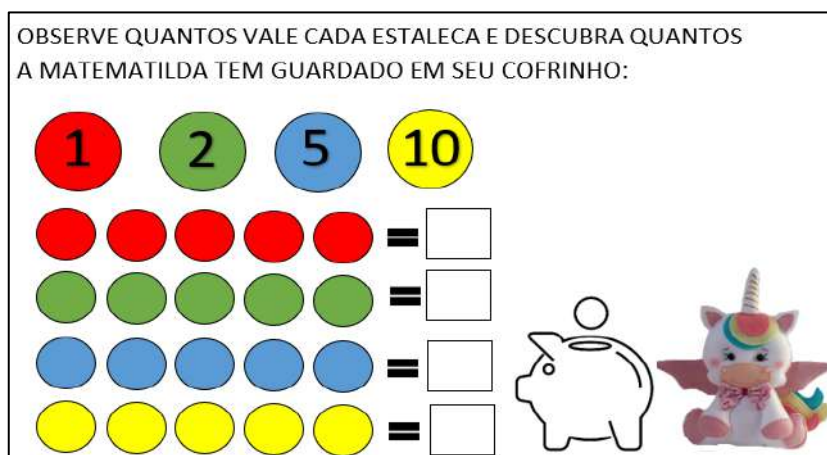 OBSERVE QUANTOS VALE CADA ESTALECA E DESCUBRA QUANTOS
A MATEMATILDA TEM GUARDADO EM SEU COFRINHO:
1 2 5 10
=
=
=
=